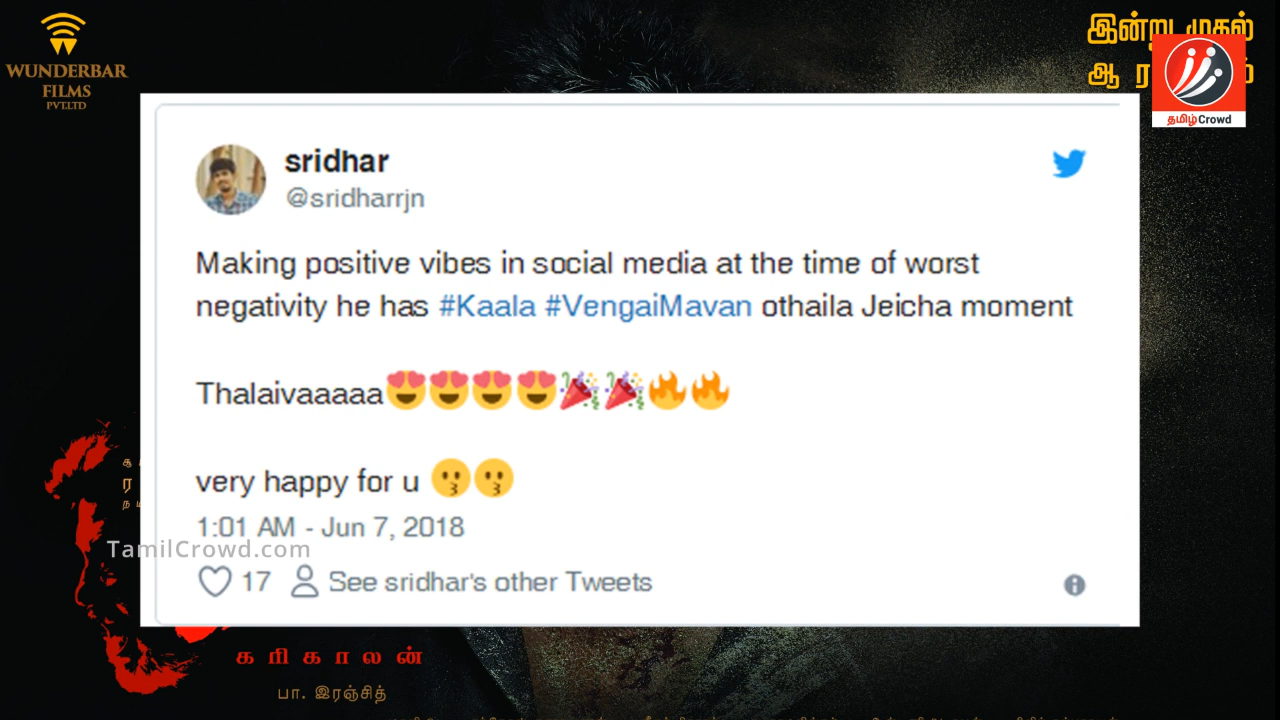 WUNDERBAR
FILMS
PVT.LTD
இன்று முதல்
தமிழ்Crowd
sridhar
@sridharrjn
Making positive vibes in social media at the time of worst
negativity he has #Kaala #VengaiMavan othaila Jeicha moment
Thalaivaaaaa😍😍😍😍🎉🎉🔥🔥
very happy for u 😗😗
1:01 AM - Jun 7, 2018
TamilCrowd.com
17 See sridhar's other Tweets
கரிகாலன்
பா. இரஞ்சித்